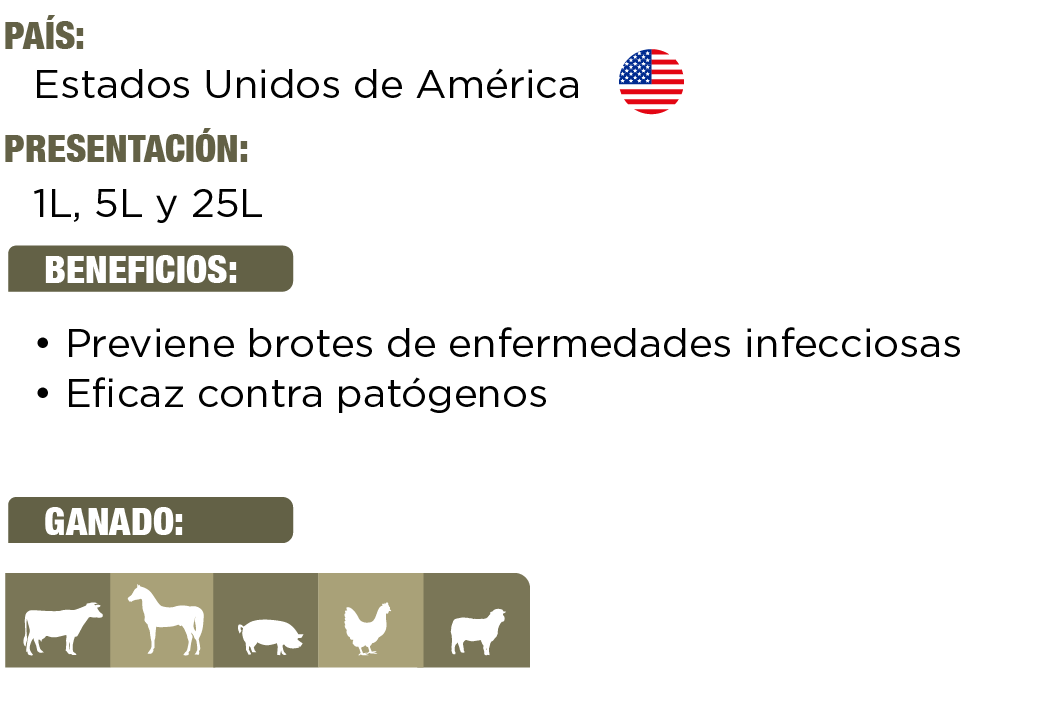 PAÍS:
Estados Unidos de América
PRESENTACIÓN:
1L, 5L y 25L
BENEFICIOS:
• Previene brotes de enfermedades infecciosas
• Eficaz contra patógenos
GANADO: